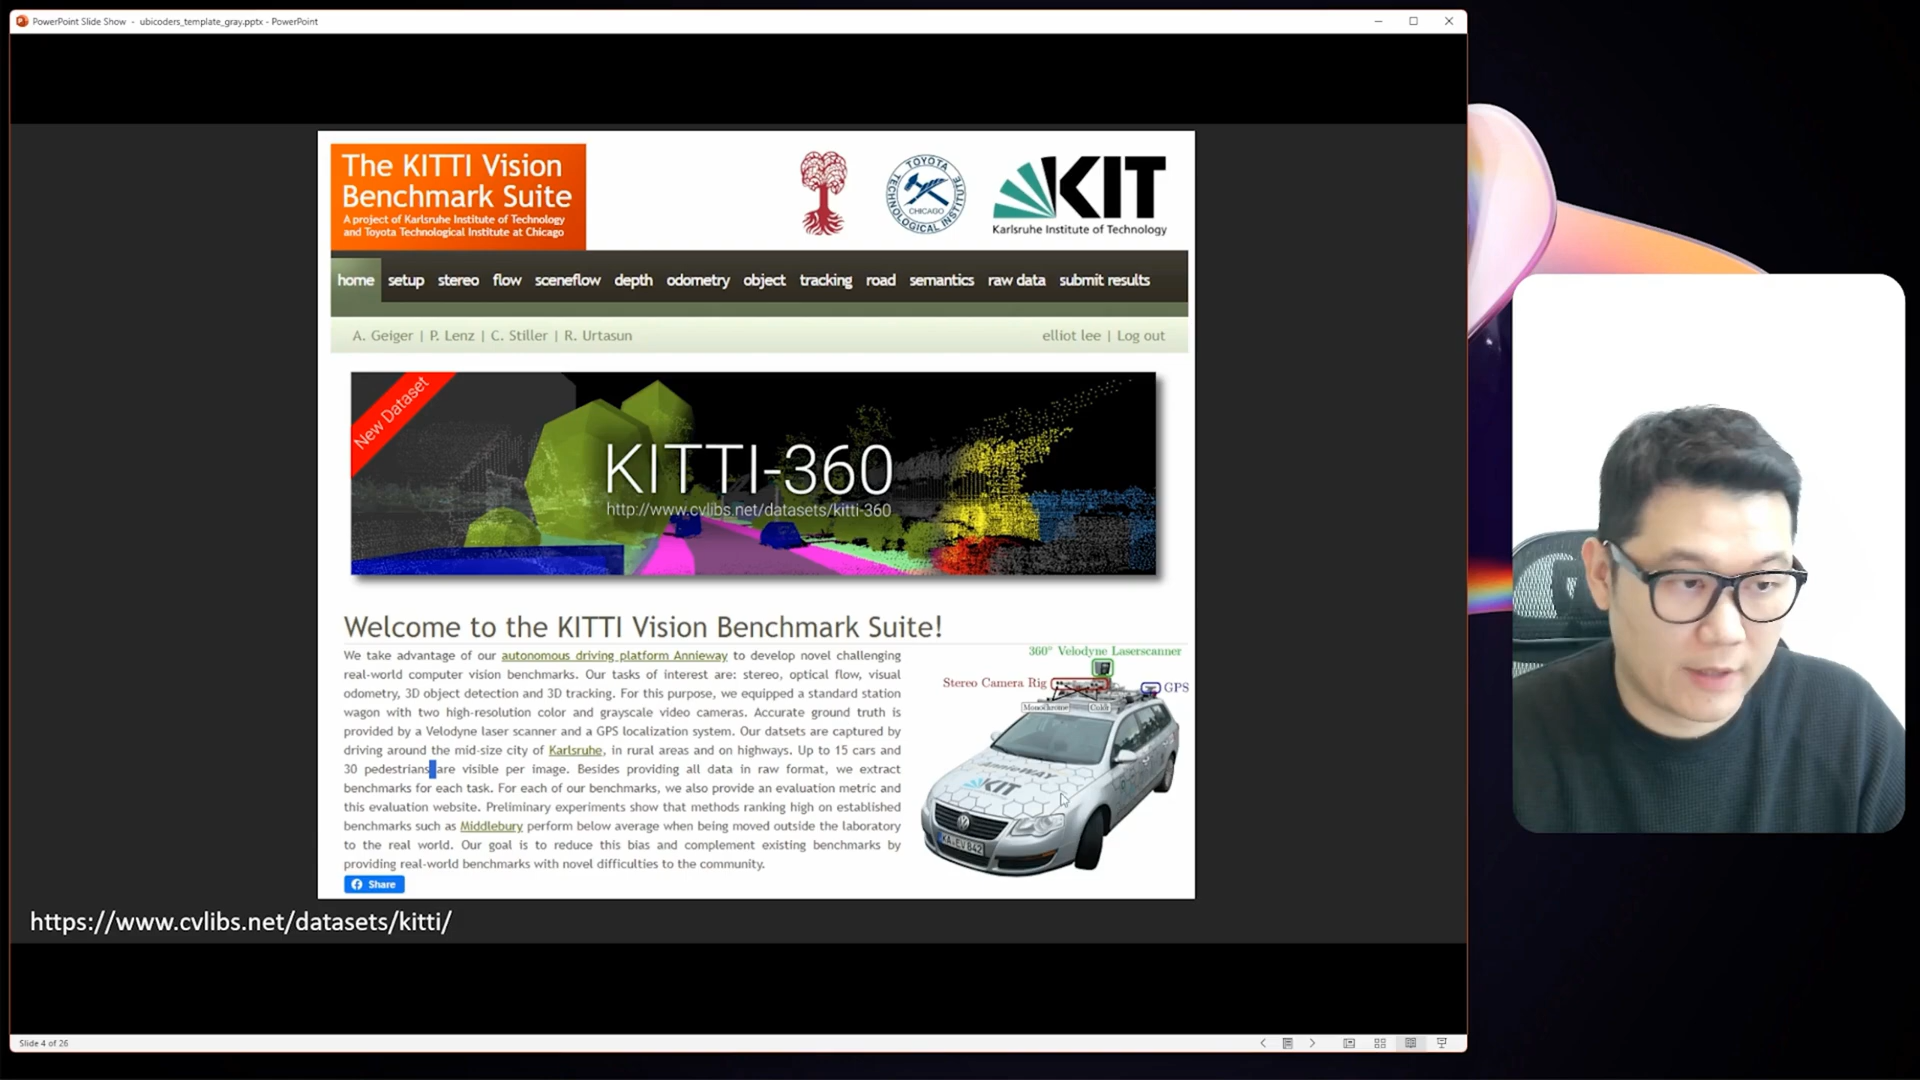 PowerPoint Slide Show - ubicoders_template_gray.pptx - PowerPoint
The KITTI Vision
Benchmark Suite
A project of Karlsruhe Institute of Technology
and Toyota Technological Institute at Chicago
TOYOTA TECHNOLOGICAL INSTITUTE
CHICAGO
KIT
Karlsruhe Institute of Technology
home setup stereo flow sceneflow depth odometry object tracking road semantics raw data submit results
A. Geiger | P. Lenz | C. Stiller | R. Urtasun
elliot lee | Log out
New Dataset
KITTI-360
http://www.cvlibs.net/datasets/kitti-360
Welcome to the KITTI Vision Benchmark Suite!
We take advantage of our autonomous driving platform Annieway to develop novel challenging
real-world computer vision benchmarks. Our tasks of interest are: stereo, optical flow, visual
odometry, 3D object detection and 3D tracking. For this purpose, we equipped a standard station
wagon with two high-resolution color and grayscale video cameras. Accurate ground truth is
provided by a Velodyne laser scanner and a GPS localization system. Our datsets are captured by
driving around the mid-size city of Karlsruhe, in rural areas and on highways. Up to 15 cars and
30 pedestrians are visible per image. Besides providing all data in raw format, we extract
benchmarks for each task. For each of our benchmarks, we also provide an evaluation metric and
this evaluation website. Preliminary experiments show that methods ranking high on established
benchmarks such as Middlebury perform below average when being moved outside the laboratory
to the real world. Our goal is to reduce this bias and complement existing benchmarks by
providing real-world benchmarks with novel difficulties to the community.
Share
360° Velodyne Laserscanner
Stereo Camera Rig
GPS
Monochrome
Color
AnnieWAY
KIT
KA.EV 842
https://www.cvlibs.net/datasets/kitti/
Slide 4 of 26